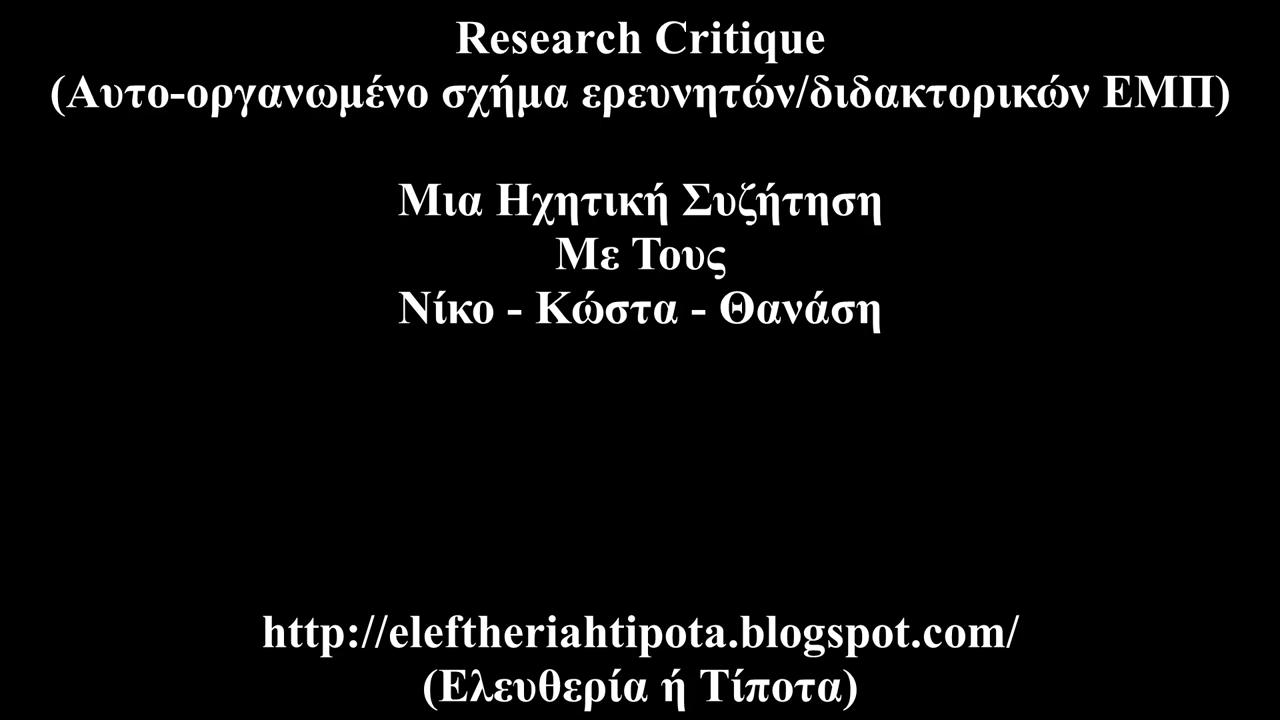 Research Critique
(Αυτο-οργανωμένο σχήμα ερευνητών/διδακτορικών ΕΜΠ)
Μια Ηχητική Συζήτηση
Με Τους
Νίκο - Κώστα - Θανάση
http://eleftheriahtipota.blogspot.com/
(Ελευθερία ή Τίποτα)